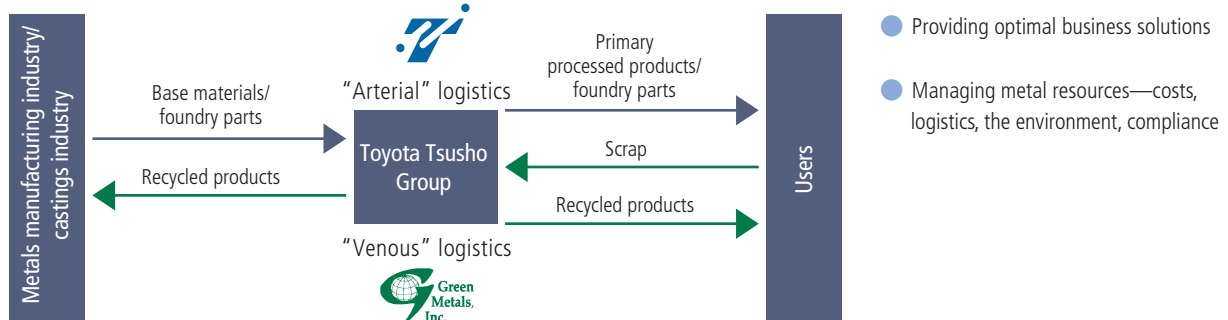 Metals manufacturing industry/
castings industry
Base materials/
foundry parts
Recycled products
“Arterial” logistics
Toyota Tsusho
Group
“Venous” logistics
Green
Metals,
Inc.
Primary
processed products/
foundry parts
Scrap
Recycled products
Users
Providing optimal business solutions
Managing metal resources—costs,
logistics, the environment, compliance